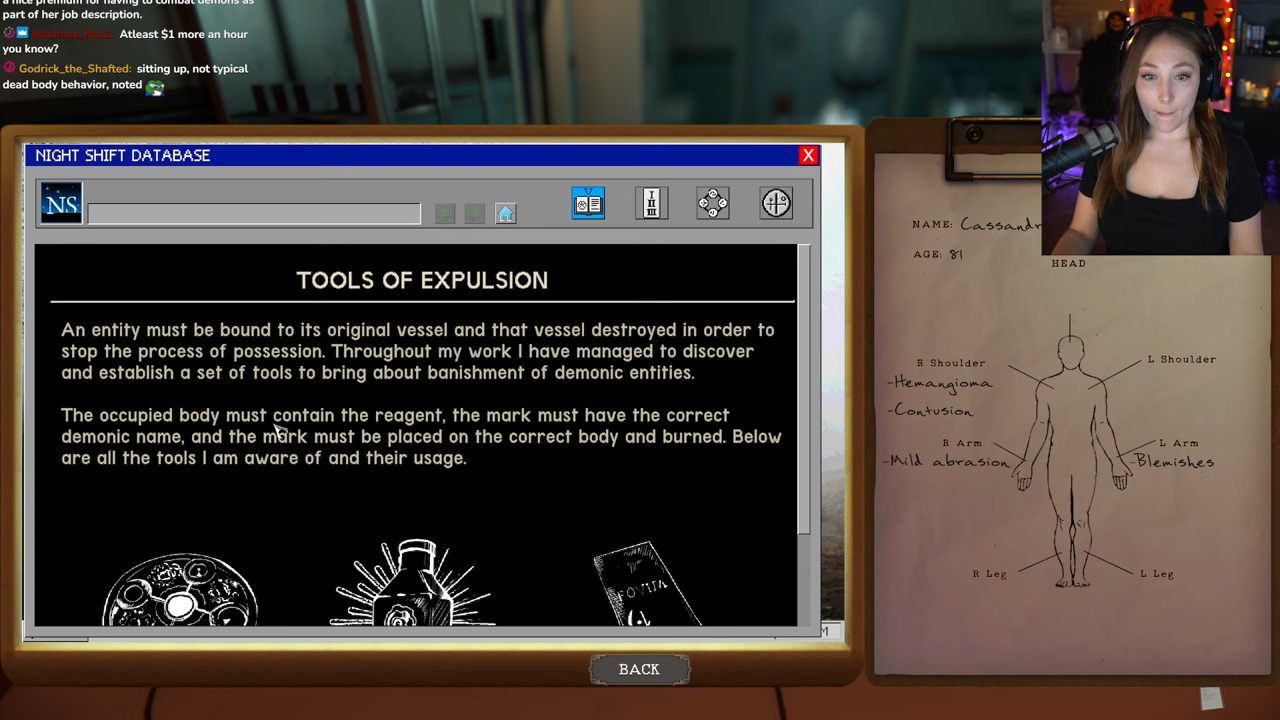 a nice premium for having to combat demons as
part of her job description.
Atleast $1 more an hour
you know?
Godrick_the_Shafted: sitting up, not typical
dead body behavior, noted
NIGHT SHIFT DATABASE
X
NS
TOOLS OF EXPULSION
An entity must be bound to its original vessel and that vessel destroyed in order to
stop the process of possession. Throughout my work I have managed to discover
and establish a set of tools to bring about banishment of demonic entities.
The occupied body must contain the reagent, the mark must have the correct
demonic name, and the mark must be placed on the correct body and burned. Below
are all the tools I am aware of and their usage.
BACK
NAME: Cassandr
AGE: 81
HEAD
R Shoulder
-Hemangioma
-Contusion
L Shoulder
R Arm
-Mild abrasion
L Arm
-Blemishes
R Leg
L Leg